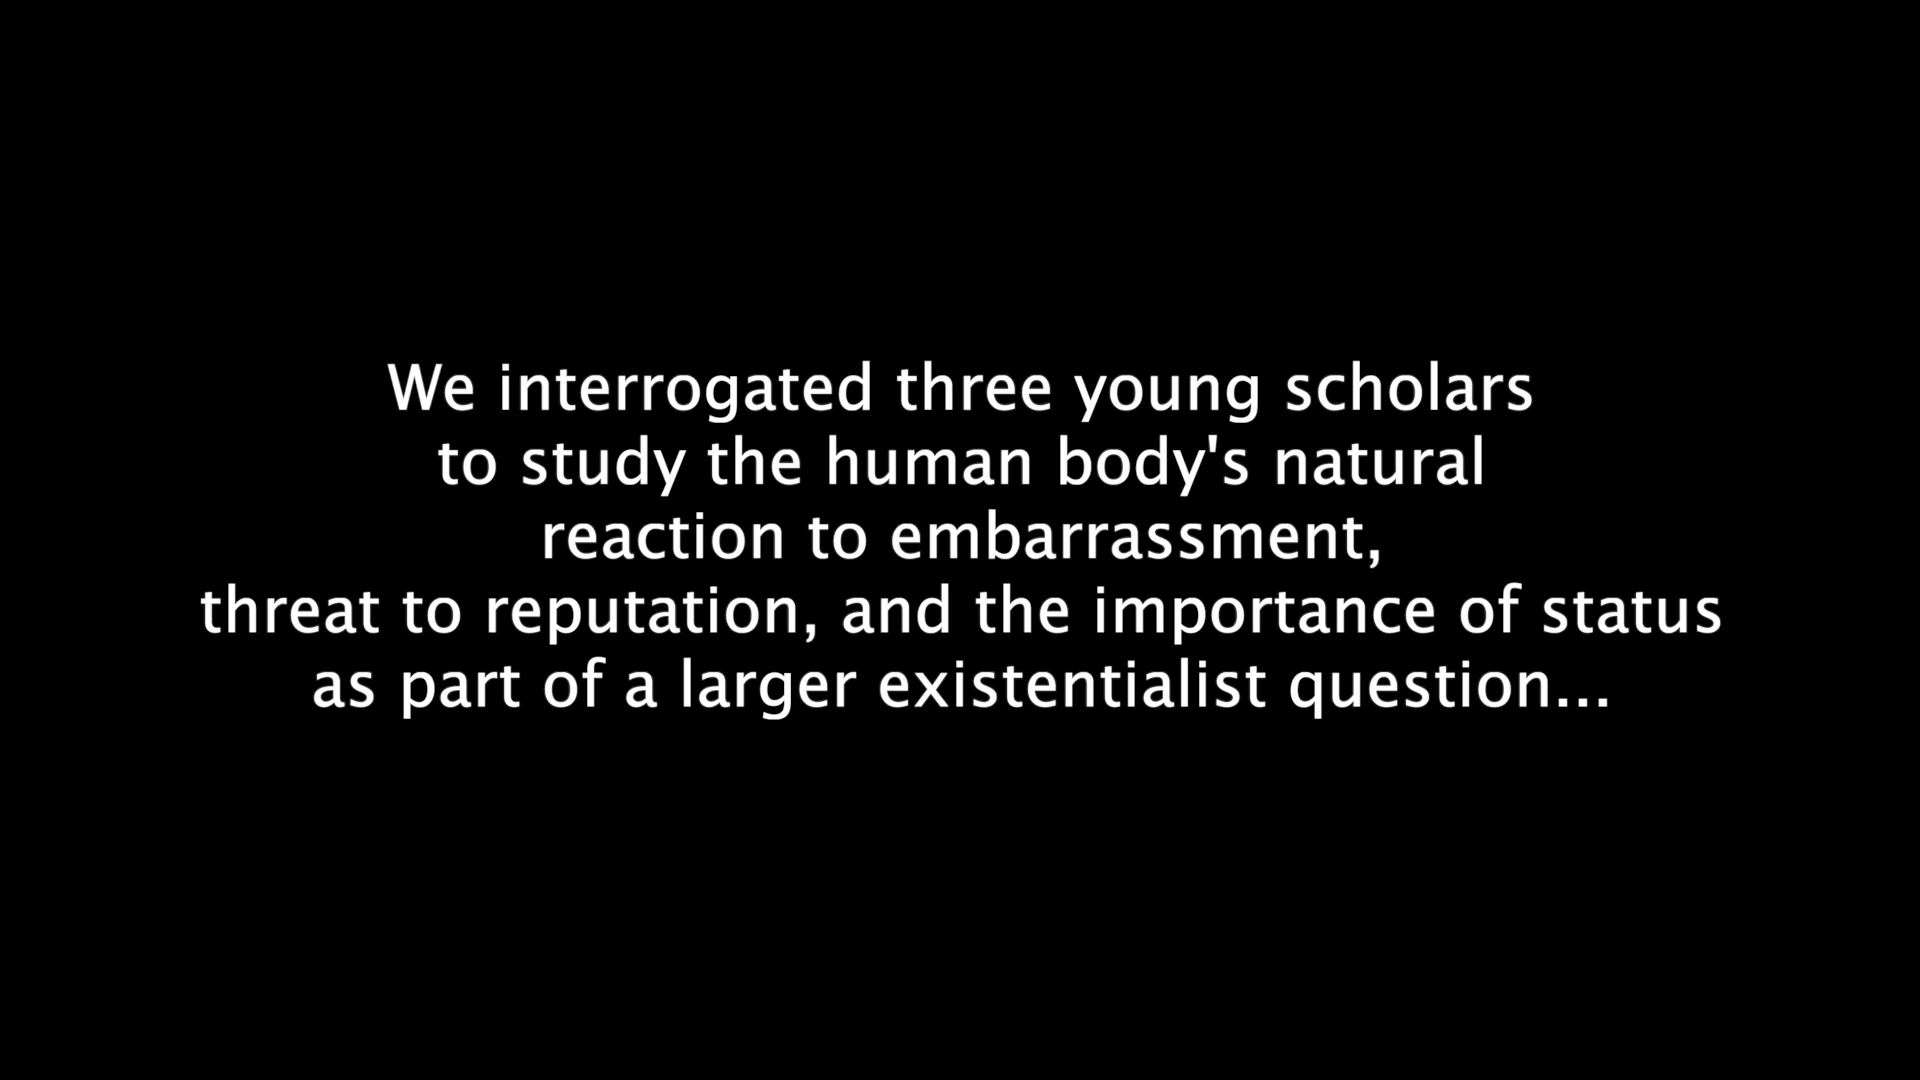 We interrogated three young scholars
to study the human body's natural
reaction to embarrassment,
threat to reputation, and the importance of status
as part of a larger existentialist question...